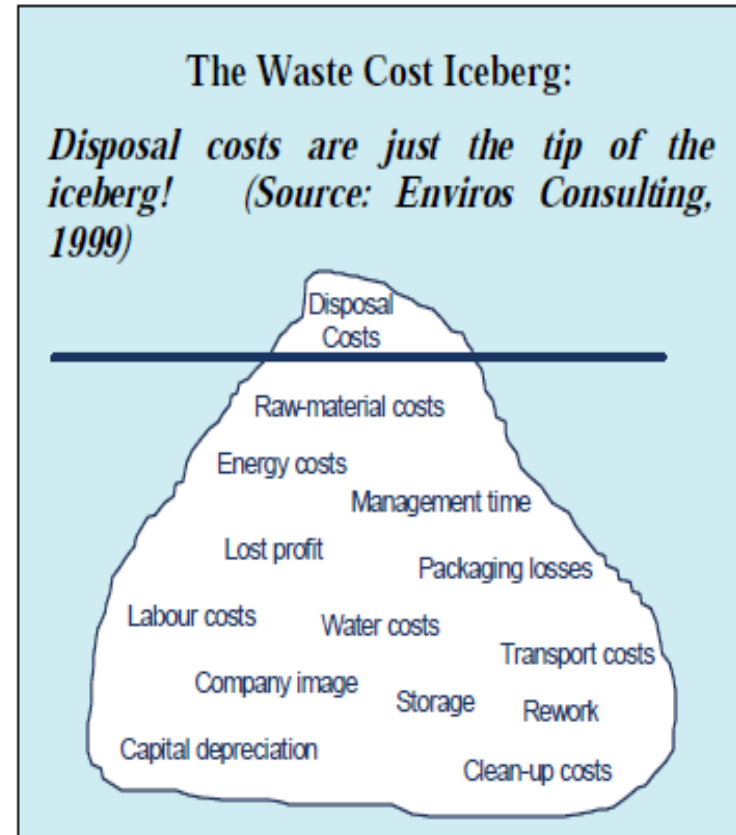 The Waste Cost Iceberg:
Disposal costs are just the tip of the
iceberg! (Source: Enviros Consulting,
1999)
Disposal
Costs
Raw-material costs
Energy costs
Management time
Lost profit
Packaging losses
Labour costs
Water costs
Transport costs
Company image
Storage
Rework
Capital depreciation
Clean-up costs